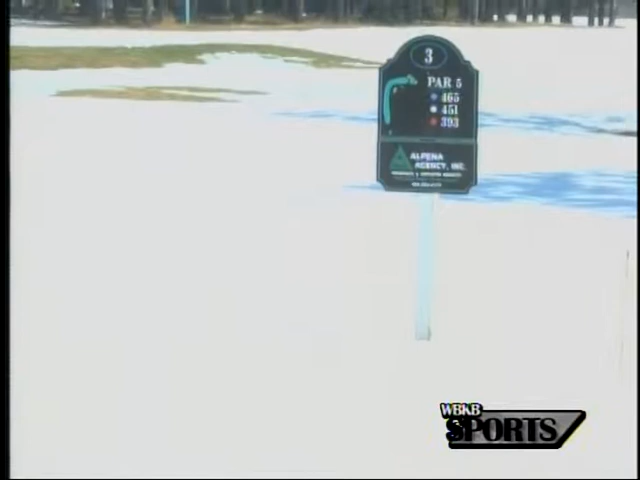 3
PAR 5
465
451
393
ALPENA
AGENCY, INC.
WBKB
SPORTS